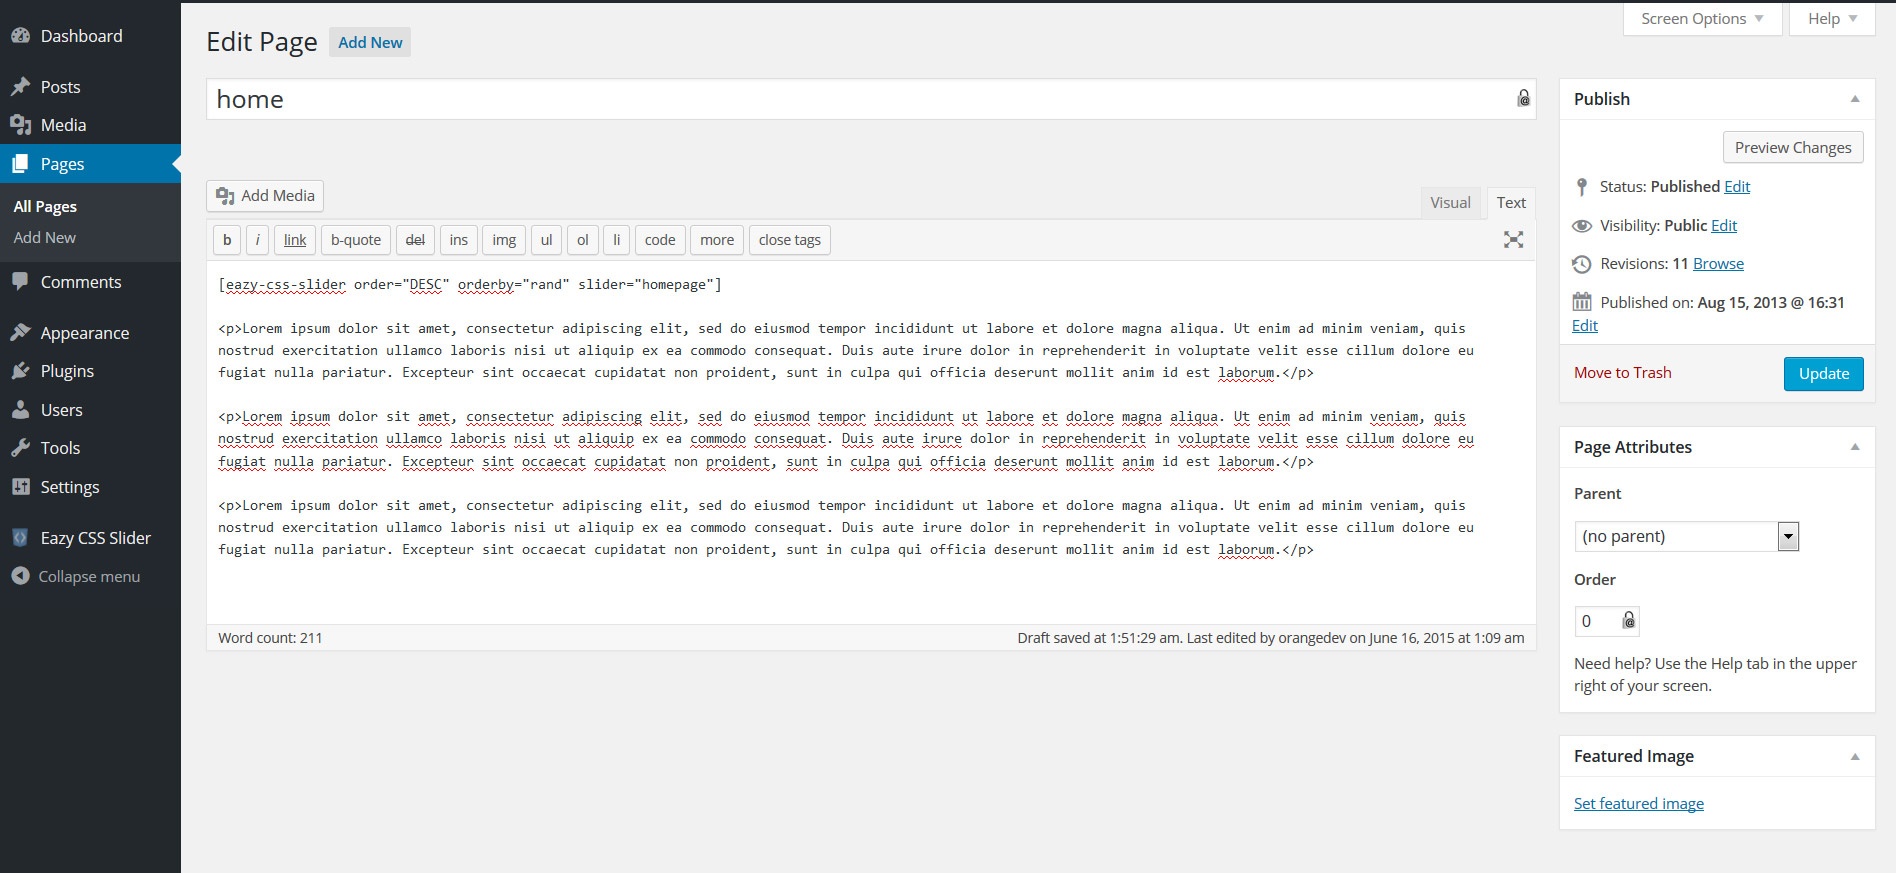 Dashboard
Posts
Media
Pages
All Pages
Add New
Comments
Appearance
Plugins
Users
Tools
Settings
Eazy CSS Slider
Collapse menu
Screen Options
Help
Edit Page
Add New
home
Add Media
Visual
Text
b
i
link
b-quote
del
ins
img
ul
ol
li
code
more
close tags
[eazy-css-slider order="DESC" orderby="rand" slider="homepage"]
<p>Lorem ipsum dolor sit amet, consectetur adipiscing elit, sed do eiusmod tempor incididunt ut labore et dolore magna aliqua. Ut enim ad minim veniam, quis
nostrud exercitation ullamco laboris nisi ut aliquip ex ea commodo consequat. Duis aute irure dolor in reprehenderit in voluptate velit esse cillum dolore eu
fugiat nulla pariatur. Excepteur sint occaecat cupidatat non proident, sunt in culpa qui officia deserunt mollit anim id est laborum.</p>
<p>Lorem ipsum dolor sit amet, consectetur adipiscing elit, sed do eiusmod tempor incididunt ut labore et dolore magna aliqua. Ut enim ad minim veniam, quis
nostrud exercitation ullamco laboris nisi ut aliquip ex ea commodo consequat. Duis aute irure dolor in reprehenderit in voluptate velit esse cillum dolore eu
fugiat nulla pariatur. Excepteur sint occaecat cupidatat non proident, sunt in culpa qui officia deserunt mollit anim id est laborum.</p>
<p>Lorem ipsum dolor sit amet, consectetur adipiscing elit, sed do eiusmod tempor incididunt ut labore et dolore magna aliqua. Ut enim ad minim veniam, quis
nostrud exercitation ullamco laboris nisi ut aliquip ex ea commodo consequat. Duis aute irure dolor in reprehenderit in voluptate velit esse cillum dolore eu
fugiat nulla pariatur. Excepteur sint occaecat cupidatat non proident, sunt in culpa qui officia deserunt mollit anim id est laborum.</p>
Word count: 211
Draft saved at 1:51:29 am. Last edited by orangedev on June 16, 2015 at 1:09 am
Publish
Preview Changes
Status: Published Edit
Visibility: Public Edit
Revisions: 11 Browse
Published on: Aug 15, 2013 @ 16:31
Edit
Move to Trash
Update
Page Attributes
Parent
(no parent)
Order
0
Need help? Use the Help tab in the upper
right of your screen.
Featured Image
Set featured image